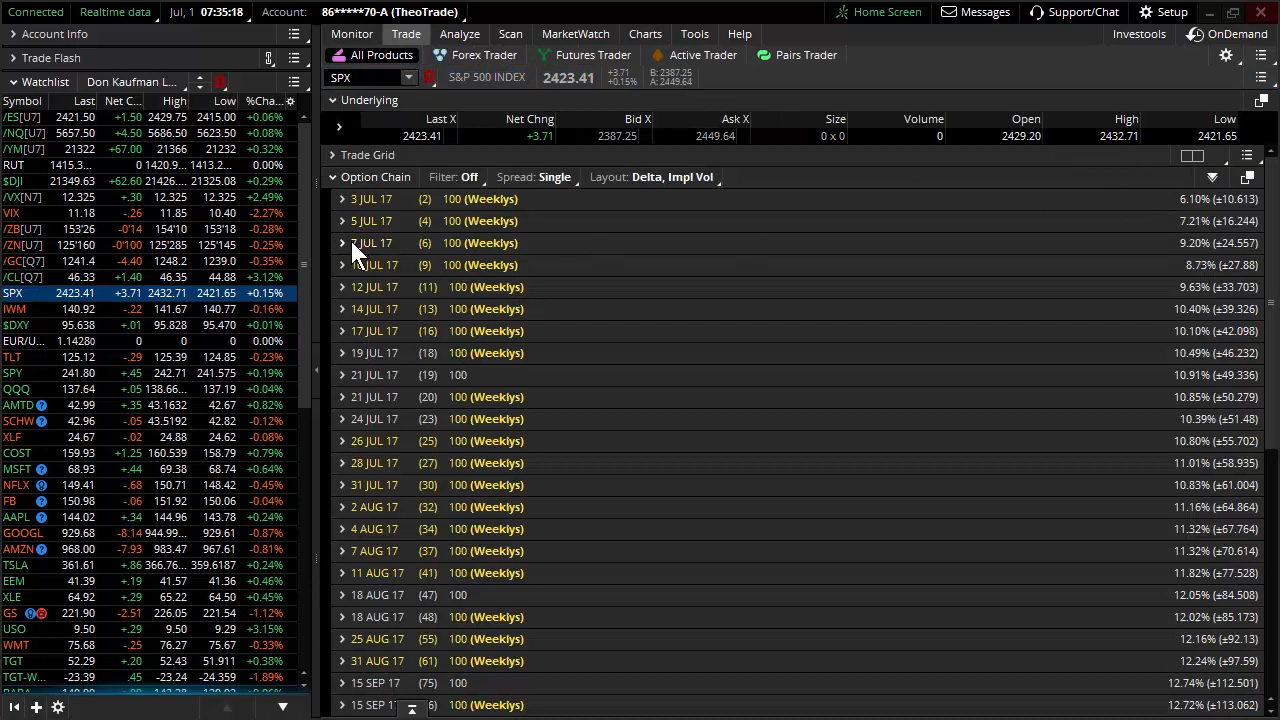 Connected Realtime data Jul, 1 07:35:18 Account: 86*****70-A (TheoTrade) Home Screen Messages Support/Chat Setup
Account Info
Trade Flash
Watchlist Don Kaufman L...
Symbol Last Net C... High Low %Cha...
/ES[U7] 2421.50 +1.50 2429.75 2415.00 +0.06%
/NQ[U7] 5657.50 +4.50 5686.50 5623.50 +0.08%
/YM[U7] 21322 +67.00 21366 21322 +0.32%
RUT 1415.3... 0 1420.9... 1413.2... 0.00%
$DJI 21349.63 +62.60 21426.... 21325.08 +0.29%
/VX[N7] 12.325 +.30 12.325 12.325 +2.49%
VIX 11.18 -.26 11.85 10.40 -2.27%
/ZB[U7] 153'26 -0'14 154'10 153'26 -0.28%
/ZN[U7] 125'160 -0'100 125'285 125'145 -0.25%
/GC[Q7] 1241.4 -4.40 1248.2 1239.0 -0.35%
/CL[Q7] 46.33 +1.40 46.35 44.88 +3.12%
SPX 2423.41 +3.71 2432.71 2421.65 +0.15%
IWM 140.92 -.22 141.67 140.77 -0.16%
$DXY 95.638 +.01 95.828 95.470 +0.01%
EUR/U... 1.14280 0 0 0 0.00%
TLT 125.12 -.29 125.39 124.85 -0.23%
SPY 241.80 +.45 242.71 241.575 +0.19%
QQQ 137.64 +.05 138.66... 137.19 +0.04%
AMTD 42.99 +.35 43.1632 42.67 +0.82%
SCHW 42.96 -.05 43.5191 42.82 -0.12%
XLF 24.67 -.02 24.88 24.62 -0.08%
COST 159.93 +1.25 160.539 158.79 +0.79%
MSFT 68.93 +.44 69.38 68.74 +0.64%
NFLX 149.41 -.68 150.71 148.42 -0.45%
FB 150.98 -.06 151.92 150.06 -0.04%
AAPL 144.02 +.34 144.96 143.78 +0.24%
GOOGL 929.68 -8.14 944.99... 929.60 -0.87%
AMZN 968.00 -7.93 983.47 967.61 -0.81%
TSLA 361.61 +.86 366.76... 359.6187 +0.24%
EEM 41.39 +.19 41.57 41.36 +0.46%
XLE 64.92 +.29 65.22 64.50 +0.45%
GS 221.90 -2.51 226.05 221.54 -1.12%
USO 9.50 +.29 9.50 9.29 +3.15%
WMT 75.68 -.25 76.27 75.67 -0.33%
TGT 52.29 +.20 52.43 51.911 +0.38%
TGT-W... -23.39 .45 -23.24 -24.359 -1.89%
Monitor Trade Analyze Scan MarketWatch Charts Tools Help Investools OnDemand
All Products Forex Trader Futures Trader Active Trader Pairs Trader
SPX D S&P 500 INDEX 2423.41 +3.71 +0.15% B: 2387.25 A: 2449.64
Underlying
Last X Net Chng Bid X Ask X Size Volume Open High Low
2423.41 +3.71 2387.25 2449.64 0 x 0 0 2429.20 2432.71 2421.65
Trade Grid
Option Chain Filter: Off Spread: Single Layout: Delta, Impl Vol
3 JUL 17 (2) 100 (Weeklys) 6.10% (±10.613)
5 JUL 17 (4) 100 (Weeklys) 7.21% (±16.244)
JUL 17 (6) 100 (Weeklys) 9.20% (±24.557)
JUL 17 (9) 100 (Weeklys) 8.73% (±27.88)
12 JUL 17 (11) 100 (Weeklys) 9.63% (±33.703)
14 JUL 17 (13) 100 (Weeklys) 10.40% (±39.326)
17 JUL 17 (16) 100 (Weeklys) 10.10% (±42.098)
19 JUL 17 (18) 100 (Weeklys) 10.49% (±46.232)
21 JUL 17 (19) 100 10.91% (±49.336)
21 JUL 17 (20) 100 (Weeklys) 10.85% (±50.279)
24 JUL 17 (23) 100 (Weeklys) 10.39% (±51.48)
26 JUL 17 (25) 100 (Weeklys) 10.80% (±55.702)
28 JUL 17 (27) 100 (Weeklys) 11.01% (±58.935)
31 JUL 17 (30) 100 (Weeklys) 10.83% (±61.004)
2 AUG 17 (32) 100 (Weeklys) 11.16% (±64.864)
4 AUG 17 (34) 100 (Weeklys) 11.32% (±67.764)
7 AUG 17 (37) 100 (Weeklys) 11.32% (±70.614)
11 AUG 17 (41) 100 (Weeklys) 11.82% (±77.528)
18 AUG 17 (47) 100 12.05% (±84.508)
18 AUG 17 (48) 100 (Weeklys) 12.02% (±85.173)
25 AUG 17 (55) 100 (Weeklys) 12.16% (±92.13)
31 AUG 17 (61) 100 (Weeklys) 12.24% (±97.59)
15 SEP 17 (75) 100 12.74% (±112.501)
15 SEP 100 (Weeklys) 12.72% (±113.062)